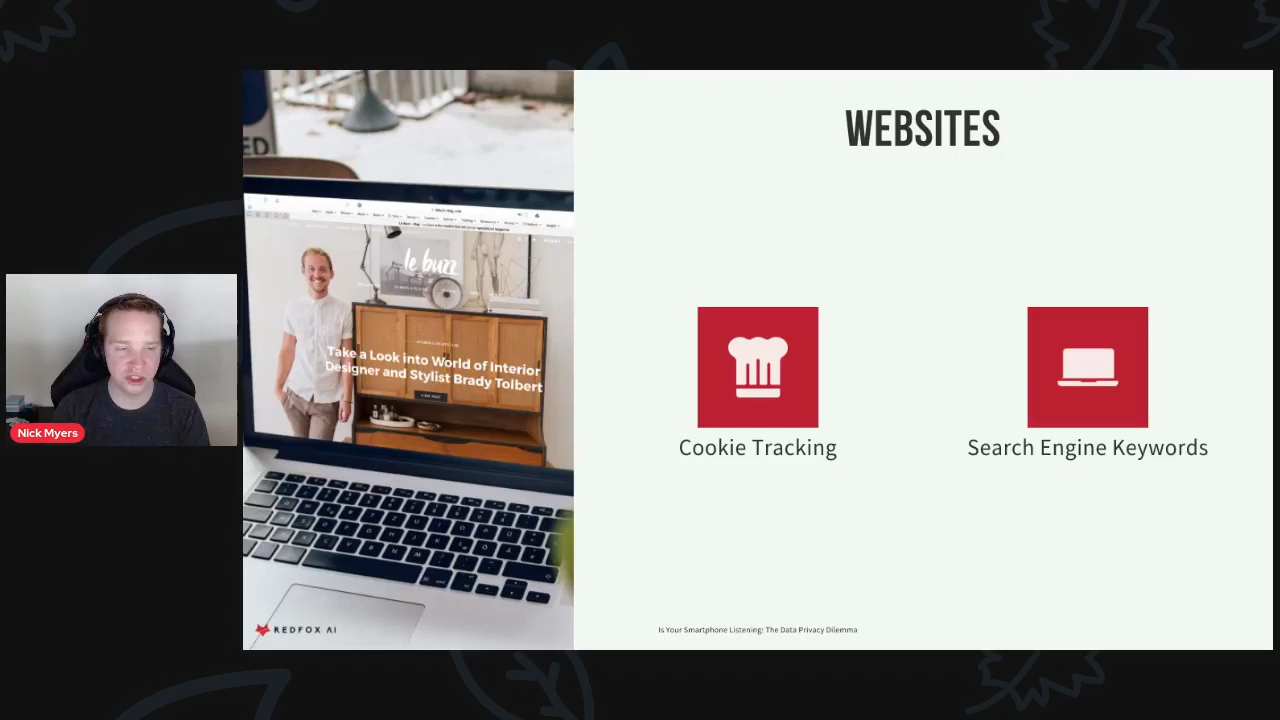 WEBSITES
ED
le buzz
Take a Look into World of Interior
Designer and Stylist Brady Tolbert
Cookie Tracking
Search Engine Keywords
Nick Myers
REDFOX AI
Is Your Smartphone Listening: The Data Privacy Dilemma